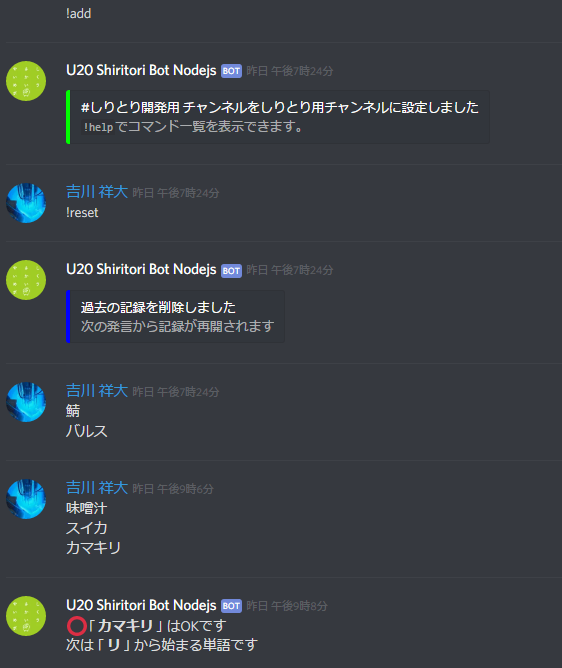 !add
U20 Shiritori Bot Nodejs BOT 昨日 午後7時24分
#しりとり開発用 チャンネルをしりとり用チャンネルに設定しました
!help でコマンド一覧を表示できます。
吉川 祥大 昨日 午後7時24分
!reset
U20 Shiritori Bot Nodejs BOT 昨日 午後7時24分
過去の記録を削除しました
次の発言から記録が再開されます
吉川 祥大 昨日 午後7時24分
鯖
バルス
吉川 祥大 昨日 午後9時6分
味噌汁
スイカ
カマキリ
U20 Shiritori Bot Nodejs BOT 昨日 午後9時8分
⭕「カマキリ」はOKです
次は「リ」から始まる単語です